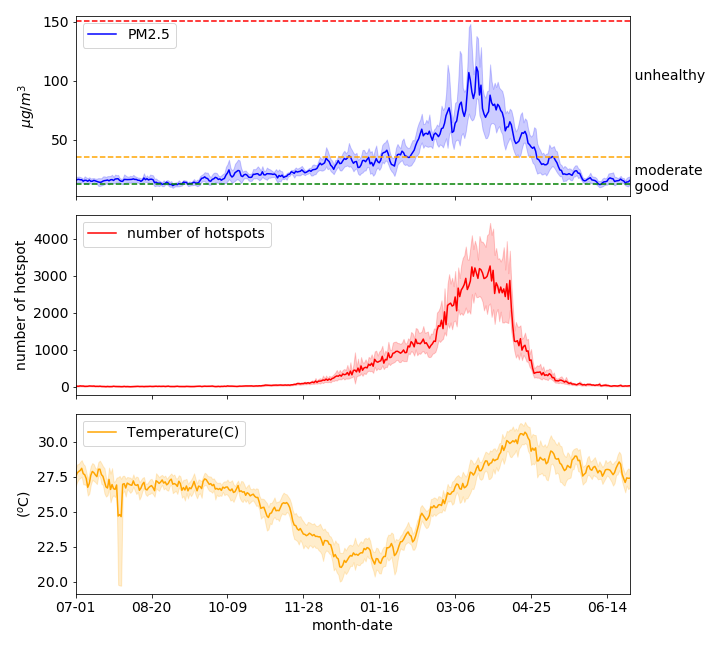 150
PM2.5
100
unhealthy
μg/m³
50
moderate
good
number of hotspots
4000
3000
number of hotspot
2000
1000
0
Temperature(C)
30.0
27.5
(°C)
25.0
22.5
20.0
07-01 08-20 10-09 11-28 01-16 03-06 04-25 06-14
month-date